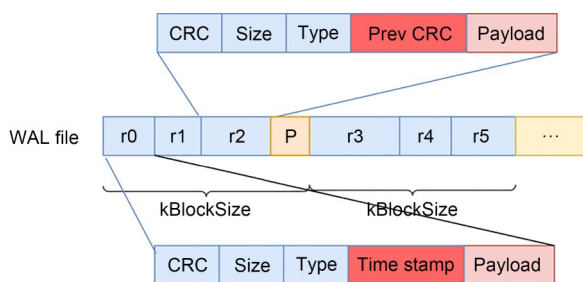 CRC Size Type Prev CRC Payload
WAL file r0 r1 r2 P r3 r4 r5 ...
kBlockSize kBlockSize
CRC Size Type Time stamp Payload